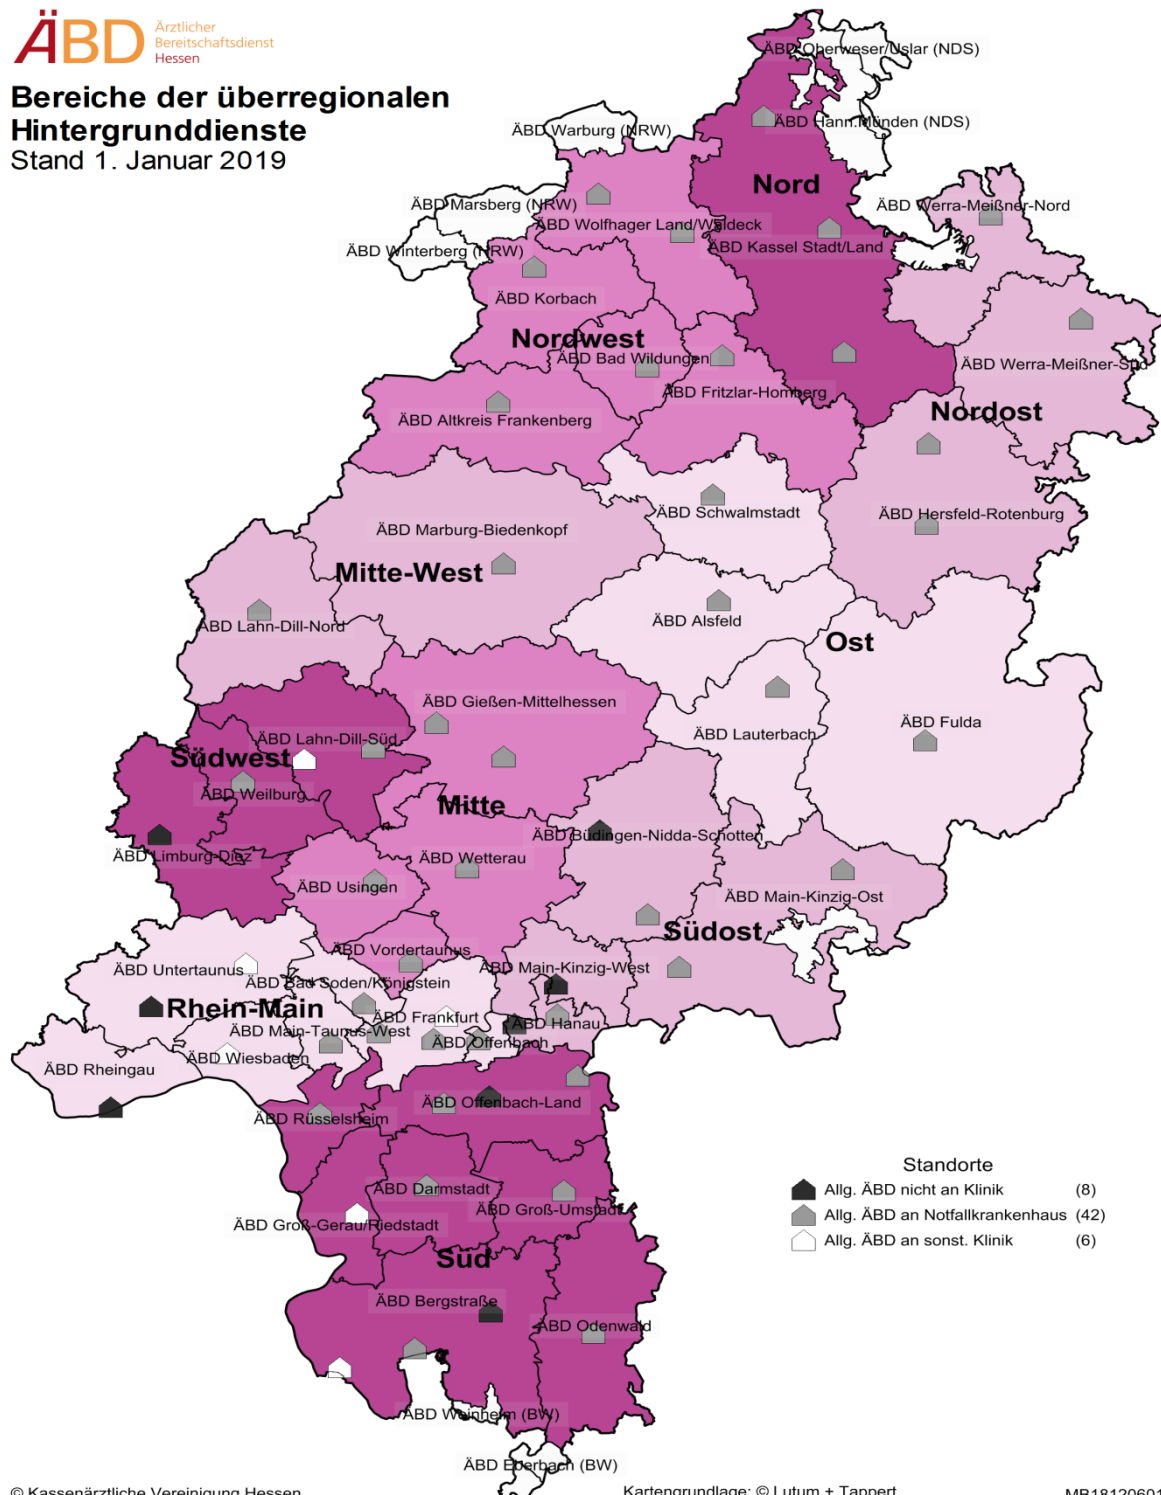 ÄBD Ärztlicher
Bereitschaftsdienst
Hessen
Bereiche der überregionalen
Hintergrunddienste
Stand 1. Januar 2019
ÄBD Oberweser/Uslar (NDS)
ÄBD Hann.Münden (NDS)
ÄBD Warburg (NRW)
Nord
ÄBD Marsberg (NRW)
ÄBD Werra-Meißner-Nord
ÄBD Wolfhager Land/Waldeck
ÄBD Kassel Stadt/Land
ÄBD Winterberg (NRW)
ÄBD Korbach
Nordwest
ÄBD Bad Wildungen
ÄBD Werra-Meißner-Süd
ÄBD Fritzlar-Homberg
Nordost
ÄBD Altkreis Frankenberg
ÄBD Schwalmstadt
ÄBD Hersfeld-Rotenburg
ÄBD Marburg-Biedenkopf
Mitte-West
ÄBD Lahn-Dill-Nord
ÄBD Alsfeld
Ost
ÄBD Gießen-Mittelhessen
ÄBD Fulda
ÄBD Lauterbach
ÄBD Lahn-Dill-Süd
Südwest
ÄBD Weilburg
Mitte
ÄBD Büdingen-Nidda-Schotten
ÄBD Limburg-Diez
ÄBD Wetterau
ÄBD Usingen
ÄBD Main-Kinzig-Ost
Südost
ÄBD Vordertaunus
ÄBD Untertaunus
ÄBD Main-Kinzig-West
ÄBD Bad Soden/Königstein
Rhein-Main
ÄBD Frankfurt
ÄBD Hanau
ÄBD Main-Taunus-West
ÄBD Offenbach
ÄBD Wiesbaden
ÄBD Rheingau
ÄBD Offenbach-Land
ÄBD Rüsselsheim
ÄBD Darmstadt
ÄBD Groß-Umstadt
ÄBD Groß-Gerau/Riedstadt
Süd
ÄBD Bergstraße
ÄBD Odenwald
ÄBD Weinheim (BW)
ÄBD Eberbach (BW)
Standorte
Allg. ÄBD nicht an Klinik (8)
Allg. ÄBD an Notfallkrankenhaus (42)
Allg. ÄBD an sonst. Klinik (6)
© Kassenärztliche Vereinigung Hessen Kartengrundlage: © Lutum + Tappert MB18120601